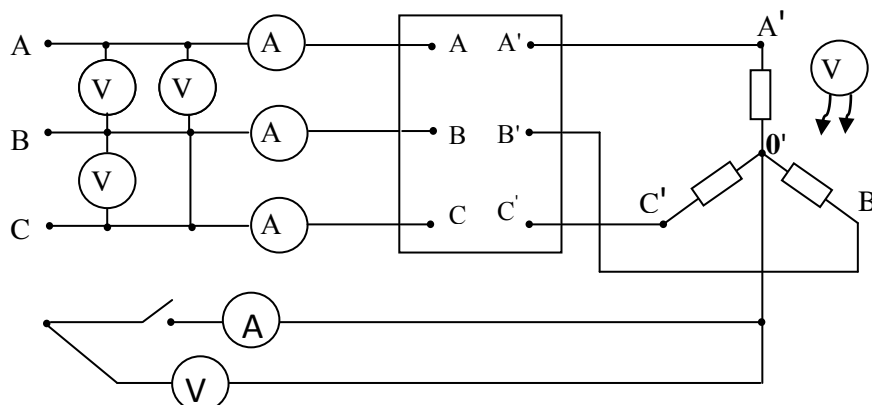 A A A A' A'
V V V
B A B B' 0'
V C' B
C A C C'
A
V